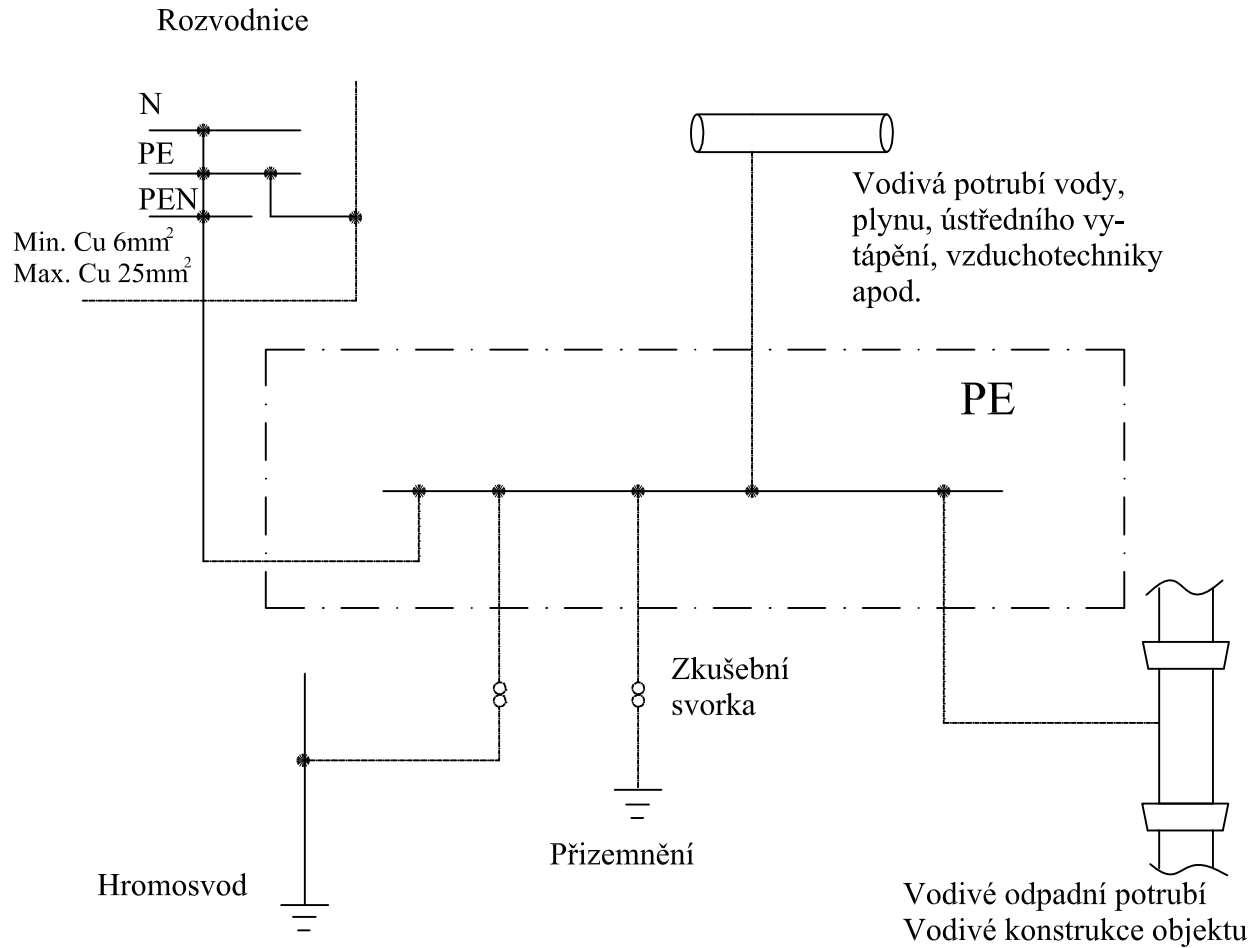 Rozvodnice
N
PE
PEN
Min. Cu 6mm²
Max. Cu 25mm²
Vodivá potrubí vody,
plynu, ústředního vy-
tápění, vzduchotechniky
apod.
PE
Zkušební
svorka
Přizemnění
Hromosvod
Vodivé odpadní potrubí
Vodivé konstrukce objektu